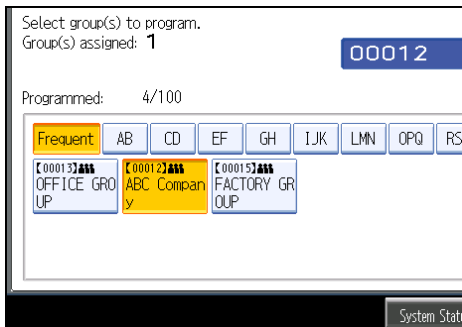 Select group(s) to program.
Group(s) assigned: 1
00012
Programmed: 4/100
Frequent AB CD EF GH IJK LMN OPQ RS
[00013] [00012] [00015]
OFFICE GRO ABC Compan FACTORY GR
UP y OUP
System Stat